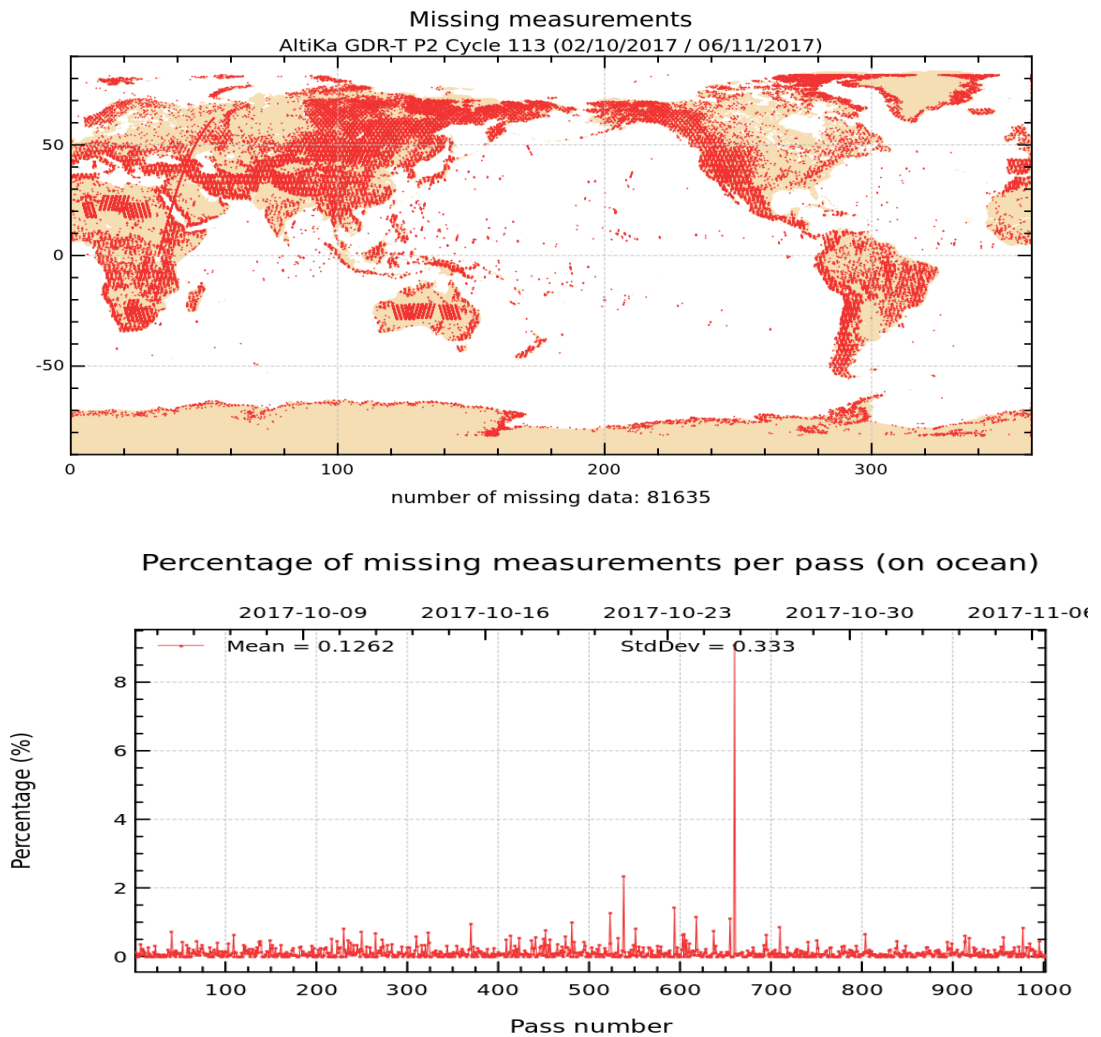 Missing measurements
AltiKa GDR-T P2 Cycle 113 (02/10/2017 / 06/11/2017)
50
0
-50
0 100 200 300
number of missing data: 81635
Percentage of missing measurements per pass (on ocean)
2017-10-09 2017-10-16 2017-10-23 2017-10-30 2017-11-06
Mean = 0.1262 StdDev = 0.333
8
6
4
2
0
Percentage (%)
100 200 300 400 500 600 700 800 900 1000
Pass number